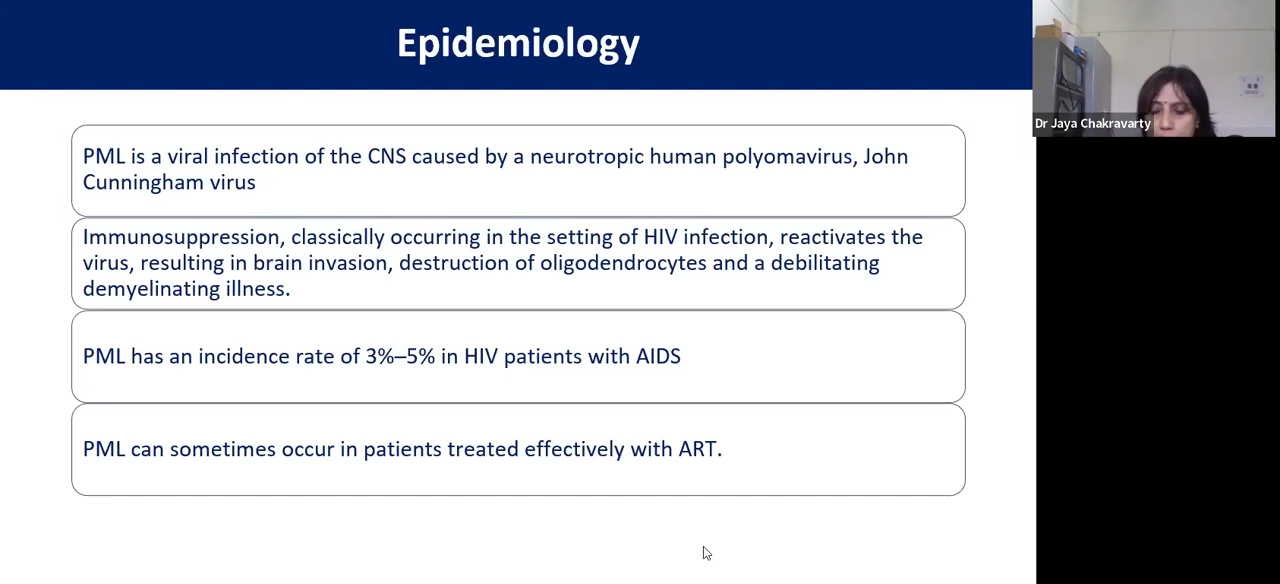 Epidemiology
Dr Jaya Chakravarty
PML is a viral infection of the CNS caused by a neurotropic human polyomavirus, John
Cunningham virus
Immunosuppression, classically occurring in the setting of HIV infection, reactivates the
virus, resulting in brain invasion, destruction of oligodendrocytes and a debilitating
demyelinating illness.
PML has an incidence rate of 3%–5% in HIV patients with AIDS
PML can sometimes occur in patients treated effectively with ART.